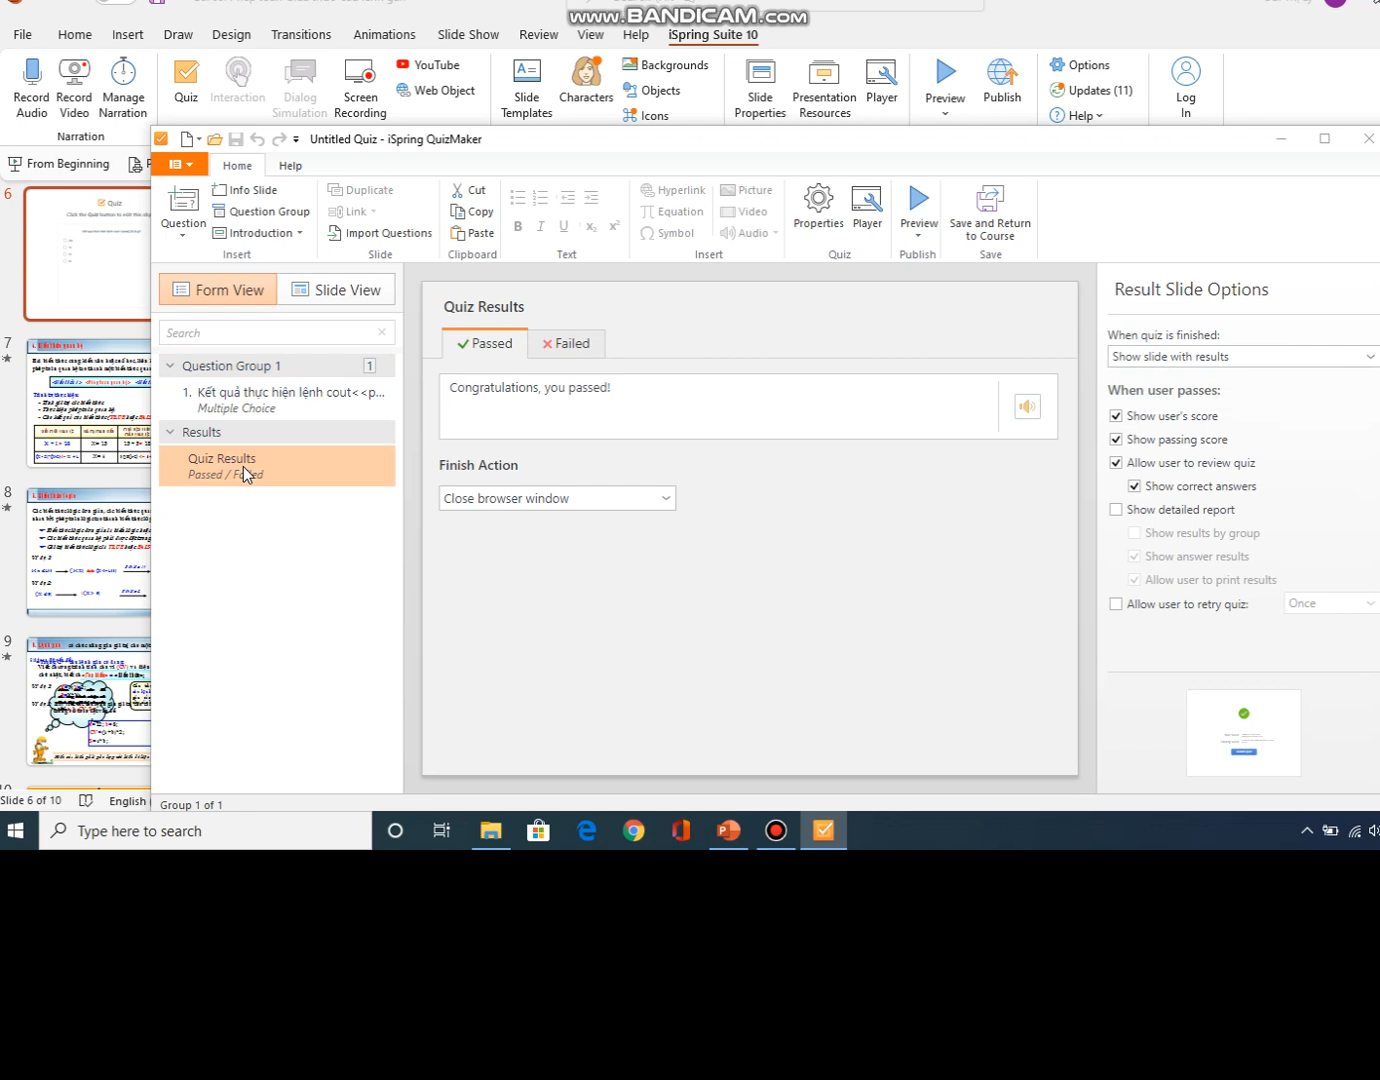 www.BANDICAM.com
File Home Insert Draw Design Transitions Animations Slide Show Review View Help iSpring Suite 10
Record Audio
Record Video
Manage Narration
Narration
Quiz
Interaction
Dialog Simulation
Screen Recording
YouTube
Web Object
Slide Templates
Characters
Backgrounds
Objects
Icons
Slide Properties
Presentation Resources
Player
Preview
Publish
Options
Updates (11)
Help
Log In
From Beginning
Untitled Quiz - iSpring QuizMaker
Home Help
Question
Info Slide
Question Group
Introduction
Insert
Duplicate
Link
Import Questions
Slide
Cut
Copy
Paste
Clipboard
B I U x₂ x²
Text
Hyperlink
Equation
Symbol
Picture
Video
Audio
Insert
Properties
Player
Quiz
Preview
Publish
Save and Return to Course
Save
6
Quiz
7
8
9
Form View
Slide View
Search
Question Group 1 1
1. Kết quả thực hiện lệnh cout<<p...
Multiple Choice
Results
Quiz Results
Passed / Failed
Quiz Results
Passed
Failed
Congratulations, you passed!
Finish Action
Close browser window
Result Slide Options
When quiz is finished:
Show slide with results
When user passes:
Show user's score
Show passing score
Allow user to review quiz
Show correct answers
Show detailed report
Show results by group
Show answer results
Allow user to print results
Allow user to retry quiz: Once
Slide 6 of 10
English
Group 1 of 1
Type here to search